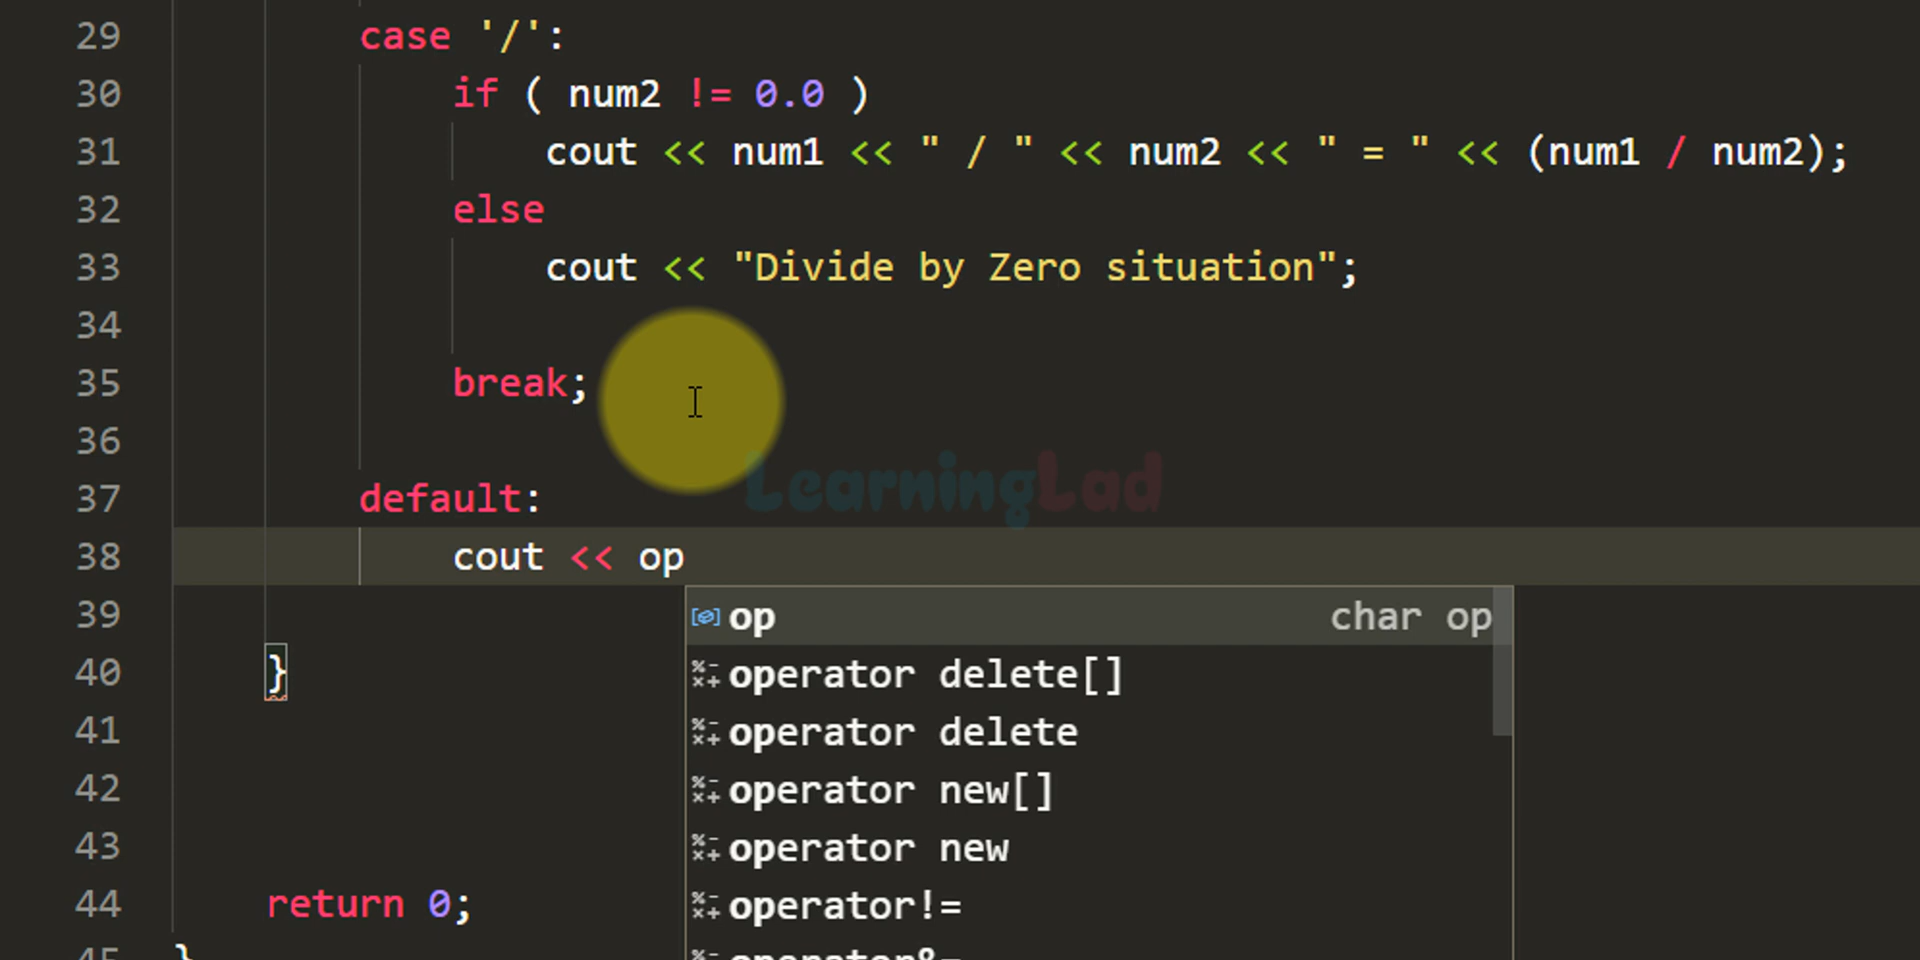 29 case '/':
30 if ( num2 != 0.0 )
31 cout << num1 << " / " << num2 << " = " << (num1 / num2);
32 else
33 cout << "Divide by Zero situation";
34
35 break;
36
LearningLad
37 default:
38 cout << op
39 op char op
40 } operator delete[]
41 operator delete
42 operator new[]
43 operator new
44 return 0; operator!=
45 } operator&=